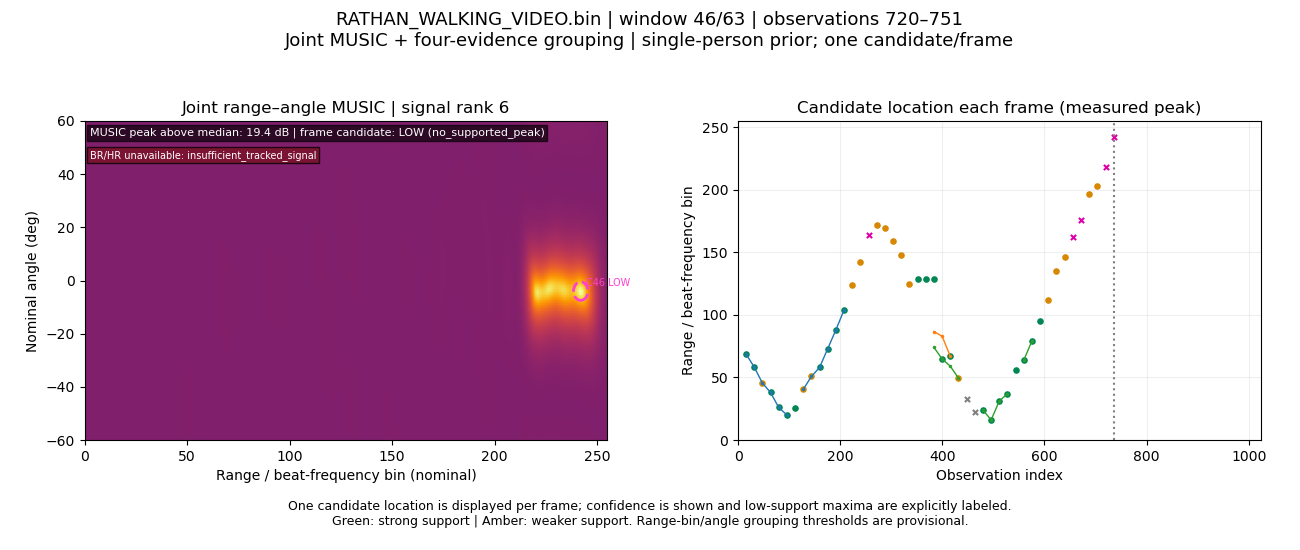 RATHAN_WALKING_VIDEO.bin | window 46/63 | observations 720–751
Joint MUSIC + four-evidence grouping | single-person prior; one candidate/frame
Joint range–angle MUSIC | signal rank 6
MUSIC peak above median: 19.4 dB | frame candidate: LOW (no_supported_peak)
BR/HR unavailable: insufficient_tracked_signal
46 LOW
Nominal angle (deg)
60
40
20
0
−20
−40
−60
0 50 100 150 200 250
Range / beat-frequency bin (nominal)
Candidate location each frame (measured peak)
Range / beat-frequency bin
250
200
150
100
50
0
0 200 400 600 800 1000
Observation index
One candidate location is displayed per frame; confidence is shown and low-support maxima are explicitly labeled.
Green: strong support | Amber: weaker support. Range-bin/angle grouping thresholds are provisional.